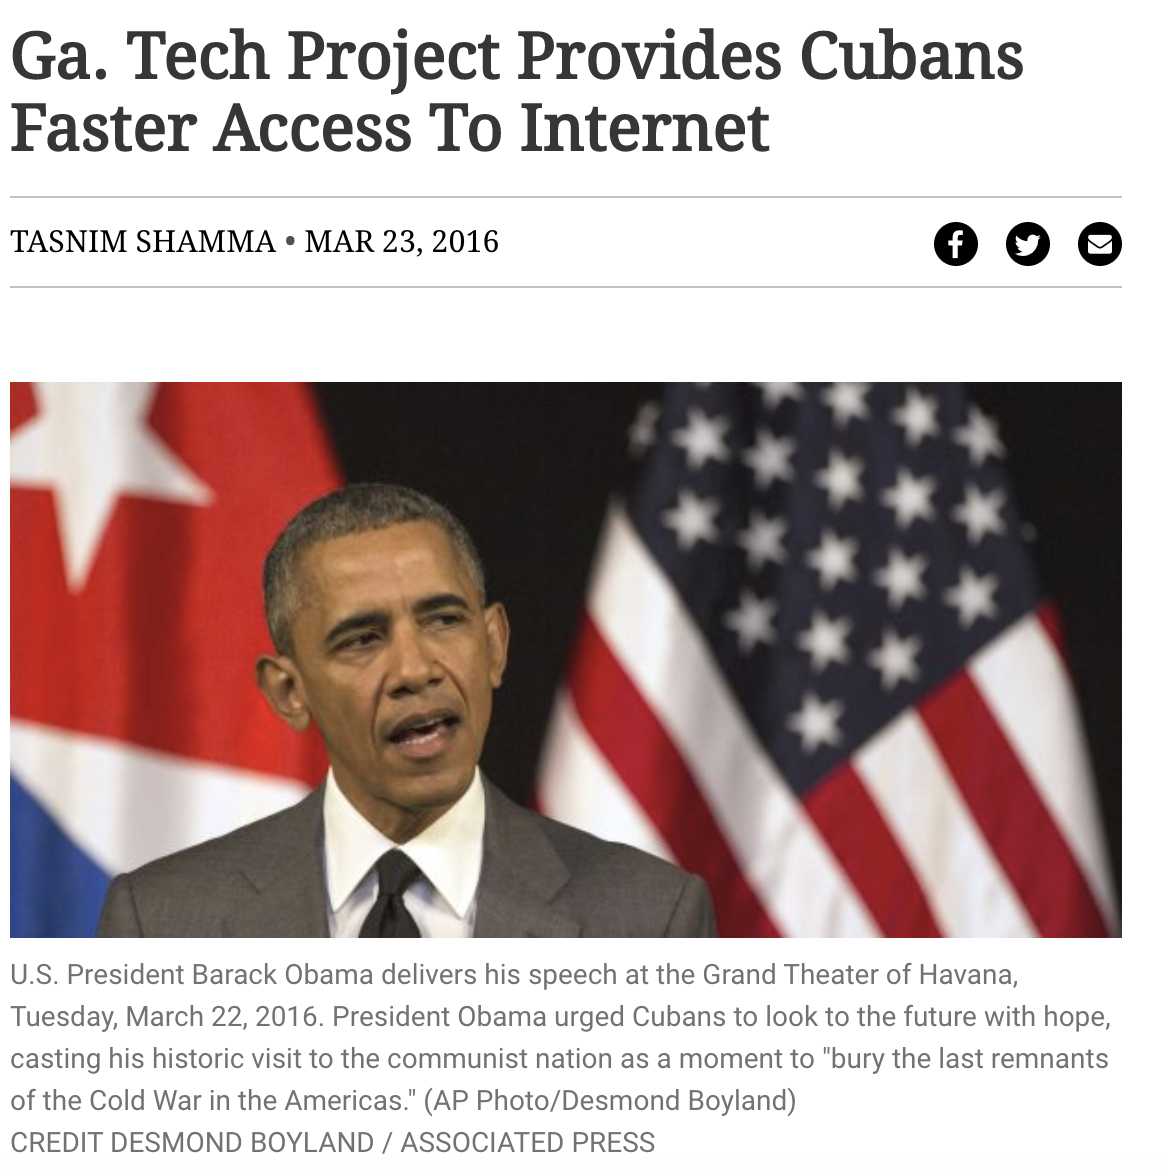 Ga. Tech Project Provides Cubans
Faster Access To Internet
TASNIM SHAMMA • MAR 23, 2016
U.S. President Barack Obama delivers his speech at the Grand Theater of Havana,
Tuesday, March 22, 2016. President Obama urged Cubans to look to the future with hope,
casting his historic visit to the communist nation as a moment to "bury the last remnants
of the Cold War in the Americas." (AP Photo/Desmond Boyland)
CREDIT DESMOND BOYLAND / ASSOCIATED PRESS